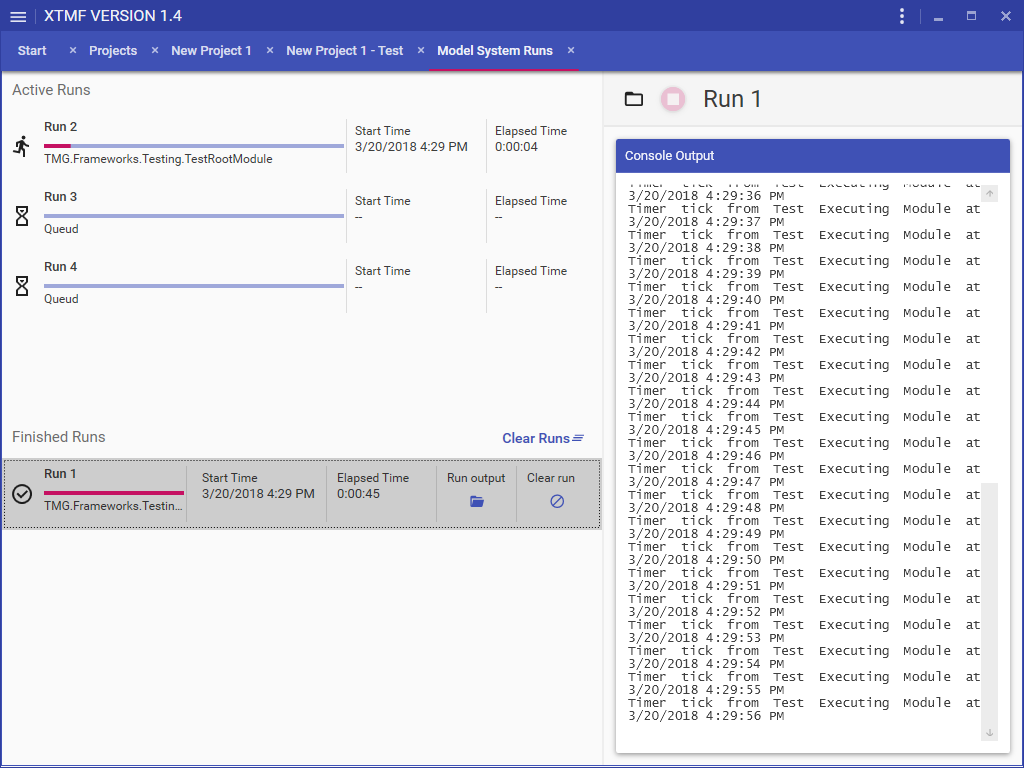 XTMF VERSION 1.4
Start
Projects
New Project 1
New Project 1 - Test
Model System Runs
Active Runs
Run 2
TMG.Frameworks.Testing.TestRootModule
Start Time
3/20/2018 4:29 PM
Elapsed Time
0:00:04
Run 3
Queud
Start Time
--
Elapsed Time
--
Run 4
Queud
Start Time
--
Elapsed Time
--
Finished Runs
Clear Runs
Run 1
TMG.Frameworks.Testin...
Start Time
3/20/2018 4:29 PM
Elapsed Time
0:00:45
Run output
Clear run
Run 1
Console Output
Timer tick from Test Executing Module at
3/20/2018 4:29:36 PM
Timer tick from Test Executing Module at
3/20/2018 4:29:37 PM
Timer tick from Test Executing Module at
3/20/2018 4:29:38 PM
Timer tick from Test Executing Module at
3/20/2018 4:29:39 PM
Timer tick from Test Executing Module at
3/20/2018 4:29:40 PM
Timer tick from Test Executing Module at
3/20/2018 4:29:41 PM
Timer tick from Test Executing Module at
3/20/2018 4:29:42 PM
Timer tick from Test Executing Module at
3/20/2018 4:29:43 PM
Timer tick from Test Executing Module at
3/20/2018 4:29:44 PM
Timer tick from Test Executing Module at
3/20/2018 4:29:45 PM
Timer tick from Test Executing Module at
3/20/2018 4:29:46 PM
Timer tick from Test Executing Module at
3/20/2018 4:29:47 PM
Timer tick from Test Executing Module at
3/20/2018 4:29:48 PM
Timer tick from Test Executing Module at
3/20/2018 4:29:49 PM
Timer tick from Test Executing Module at
3/20/2018 4:29:50 PM
Timer tick from Test Executing Module at
3/20/2018 4:29:51 PM
Timer tick from Test Executing Module at
3/20/2018 4:29:52 PM
Timer tick from Test Executing Module at
3/20/2018 4:29:53 PM
Timer tick from Test Executing Module at
3/20/2018 4:29:54 PM
Timer tick from Test Executing Module at
3/20/2018 4:29:55 PM
Timer tick from Test Executing Module at
3/20/2018 4:29:56 PM